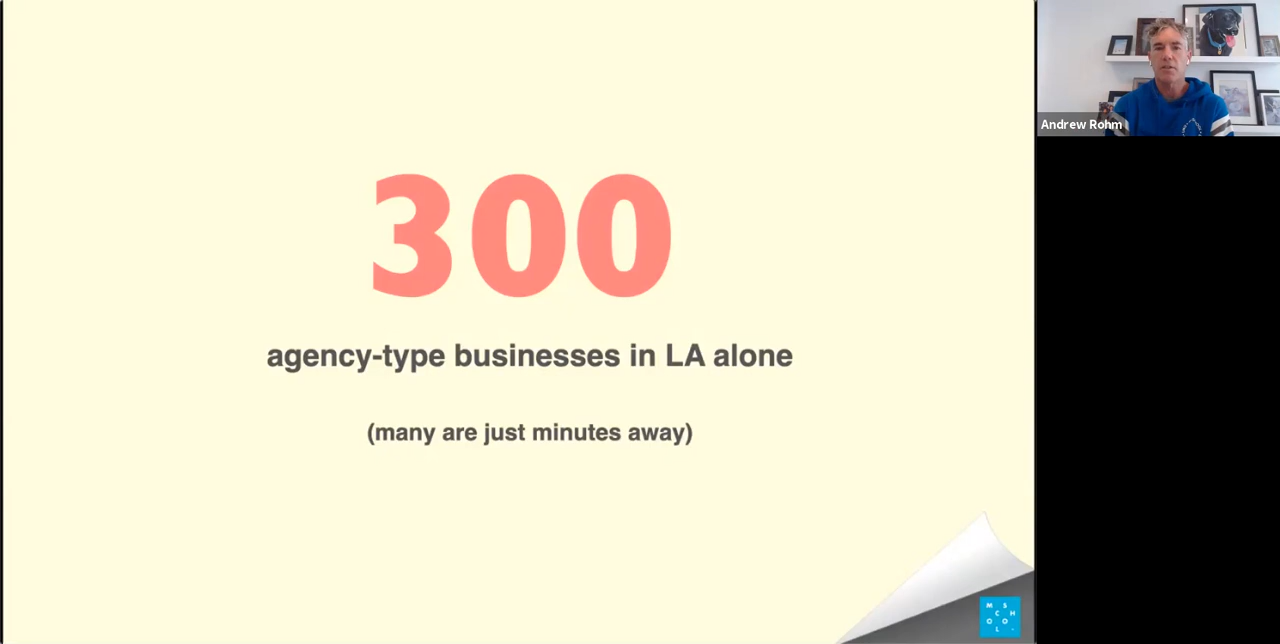 300
agency-type businesses in LA alone
(many are just minutes away)
Andrew Rohm
M S
C H
O O
L .